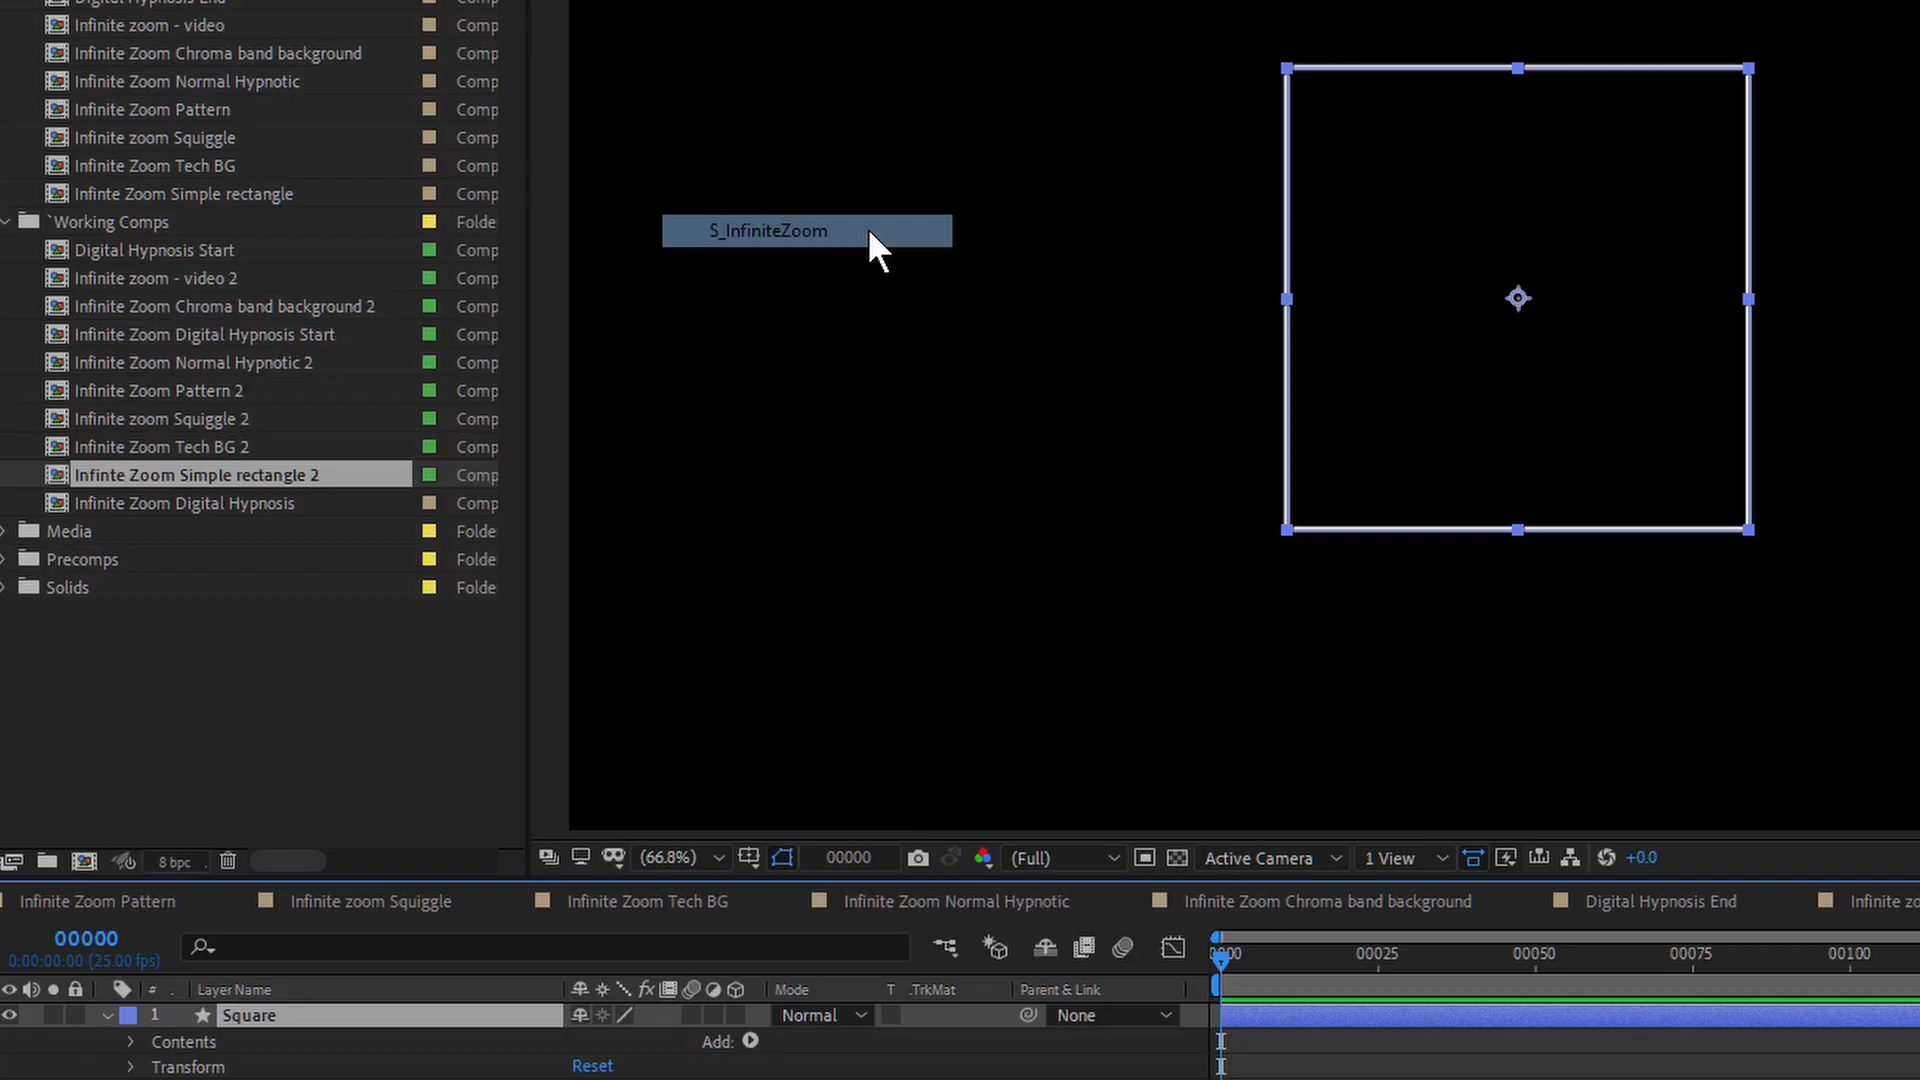 Digital Hypnosis End
Infinite zoom - video Comp
Infinite Zoom Chroma band background Comp
Infinite Zoom Normal Hypnotic Comp
Infinite Zoom Pattern Comp
Infinite zoom Squiggle Comp
Infinite Zoom Tech BG Comp
Infinte Zoom Simple rectangle Comp
`Working Comps Folde
Digital Hypnosis Start Comp
Infinite zoom - video 2 Comp
Infinite Zoom Chroma band background 2 Comp
Infinite Zoom Digital Hypnosis Start Comp
Infinite Zoom Normal Hypnotic 2 Comp
Infinite Zoom Pattern 2 Comp
Infinite zoom Squiggle 2 Comp
Infinite Zoom Tech BG 2 Comp
Infinte Zoom Simple rectangle 2 Comp
Infinite Zoom Digital Hypnosis Comp
Media Folde
Precomps Folde
Solids Folde
S_InfiniteZoom
8 bpc
(66.8%) 00000 (Full) Active Camera 1 View +0.0
Infinite Zoom Pattern Infinite zoom Squiggle Infinite Zoom Tech BG Infinite Zoom Normal Hypnotic Infinite Zoom Chroma band background Digital Hypnosis End Infinite zo
00000
0:00:00:00 (25.00 fps)
0000 00025 00050 00075 00100
# . Layer Name fx Mode T .TrkMat Parent & Link
1 Square Normal None
Contents Add:
Transform Reset